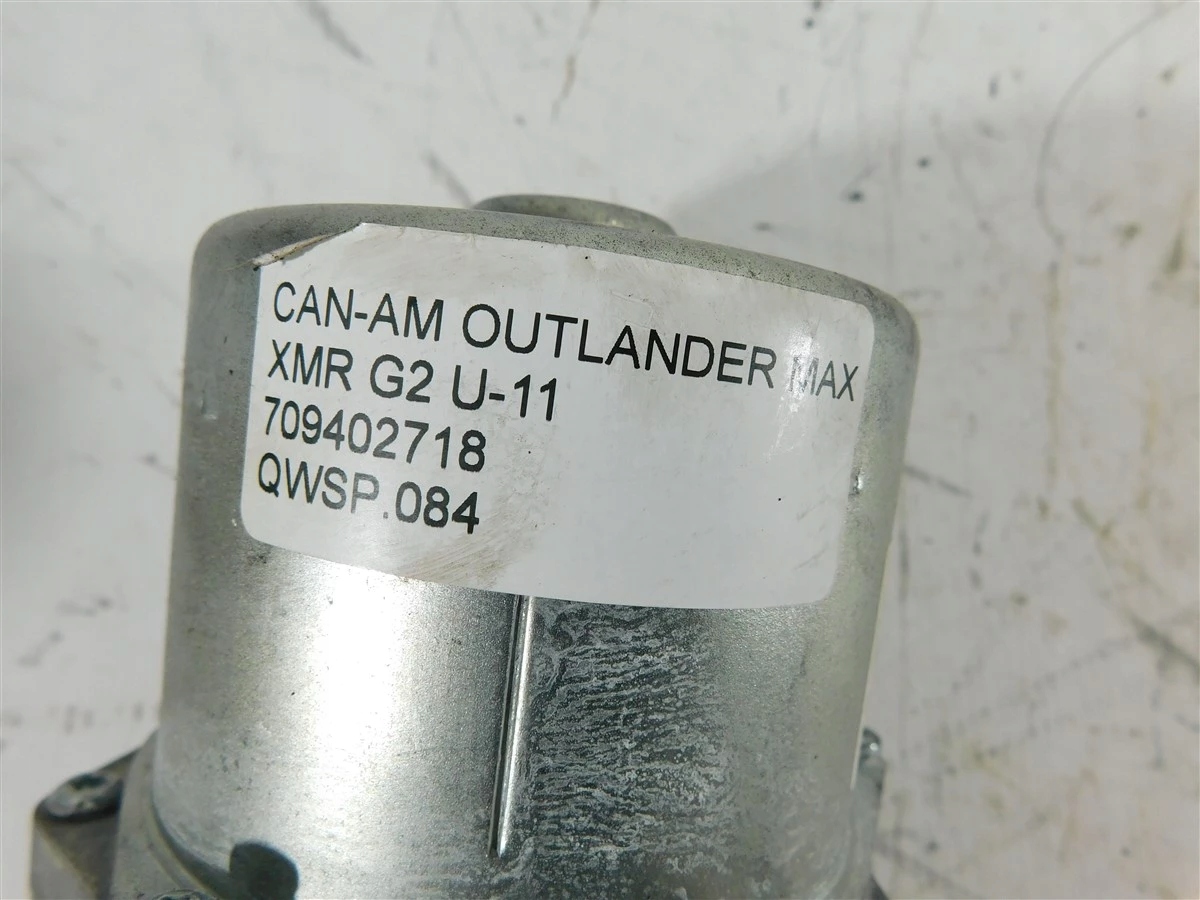 CAN-AM OUTLANDER MAX
XMR G2 U-11
709402718
QWSP.084